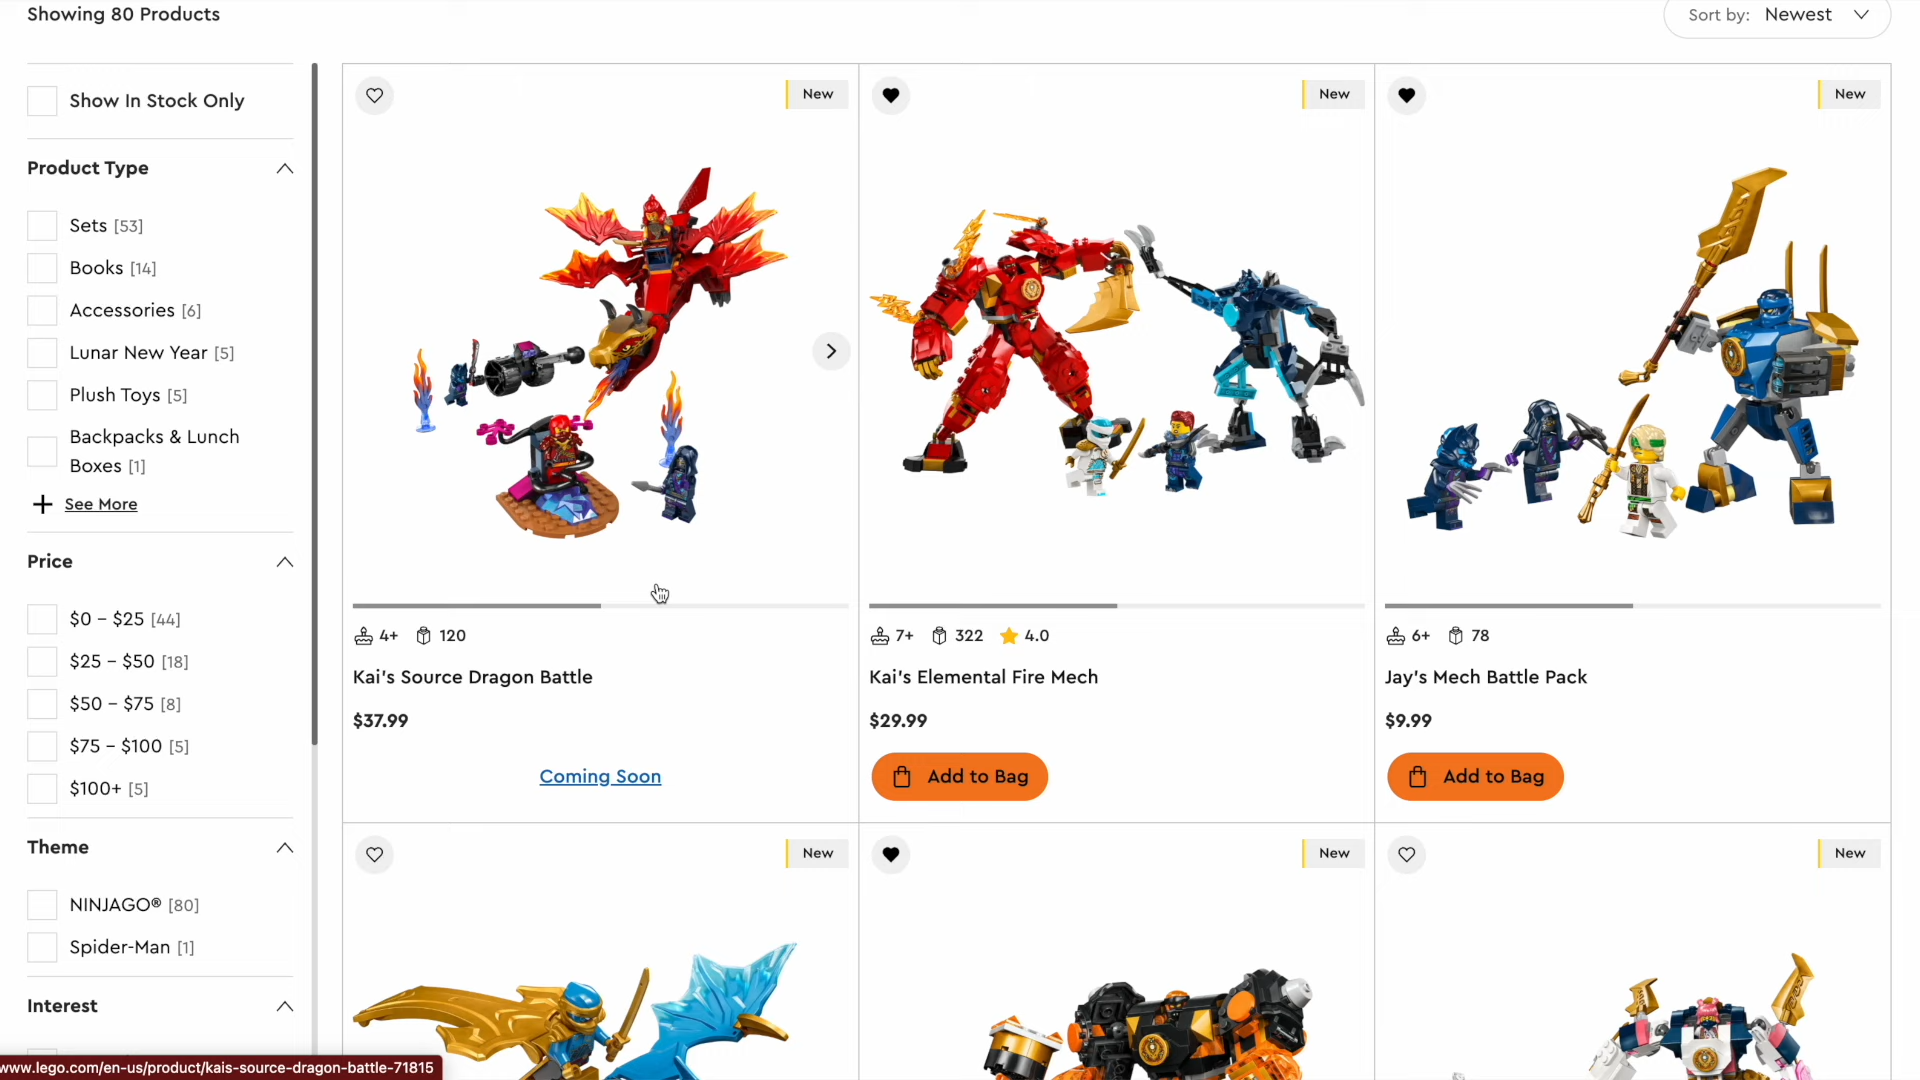 Showing 80 Products
Sort by: Newest
Show In Stock Only
Product Type
Sets [53]
Books [14]
Accessories [6]
Lunar New Year [5]
Plush Toys [5]
Backpacks & Lunch
Boxes [1]
See More
Price
$0 – $25 [44]
$25 – $50 [18]
$50 – $75 [8]
$75 – $100 [5]
$100+ [5]
Theme
NINJAGO® [80]
Spider-Man [1]
Interest
New
4+ 120
Kai's Source Dragon Battle
$37.99
Coming Soon
New
7+ 322 4.0
Kai's Elemental Fire Mech
$29.99
Add to Bag
New
6+ 78
Jay's Mech Battle Pack
$9.99
Add to Bag
New
New
New
www.lego.com/en-us/product/kais-source-dragon-battle-71815